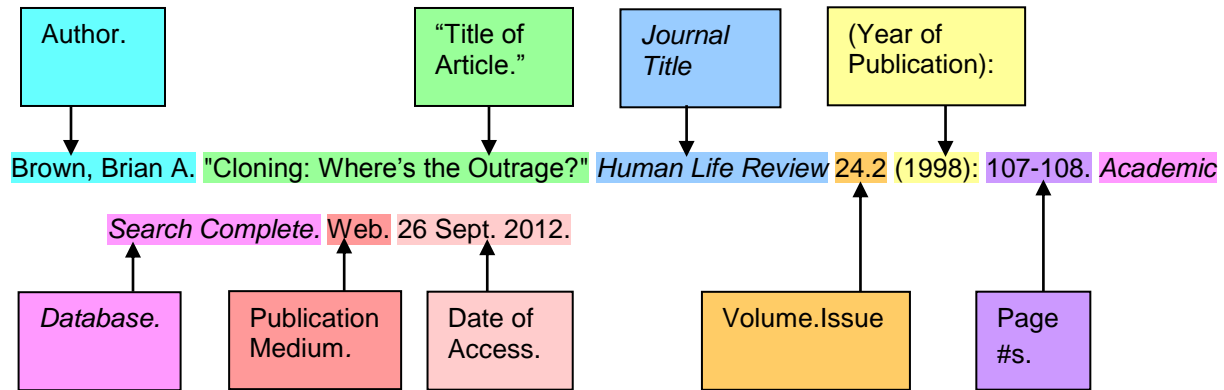 Author.
“Title of
Article.”
Journal
Title
(Year of
Publication):
Brown, Brian A. "Cloning: Where’s the Outrage?" Human Life Review 24.2 (1998): 107-108. Academic
Search Complete. Web. 26 Sept. 2012.
Database.
Publication
Medium.
Date of
Access.
Volume.Issue
Page
#s.